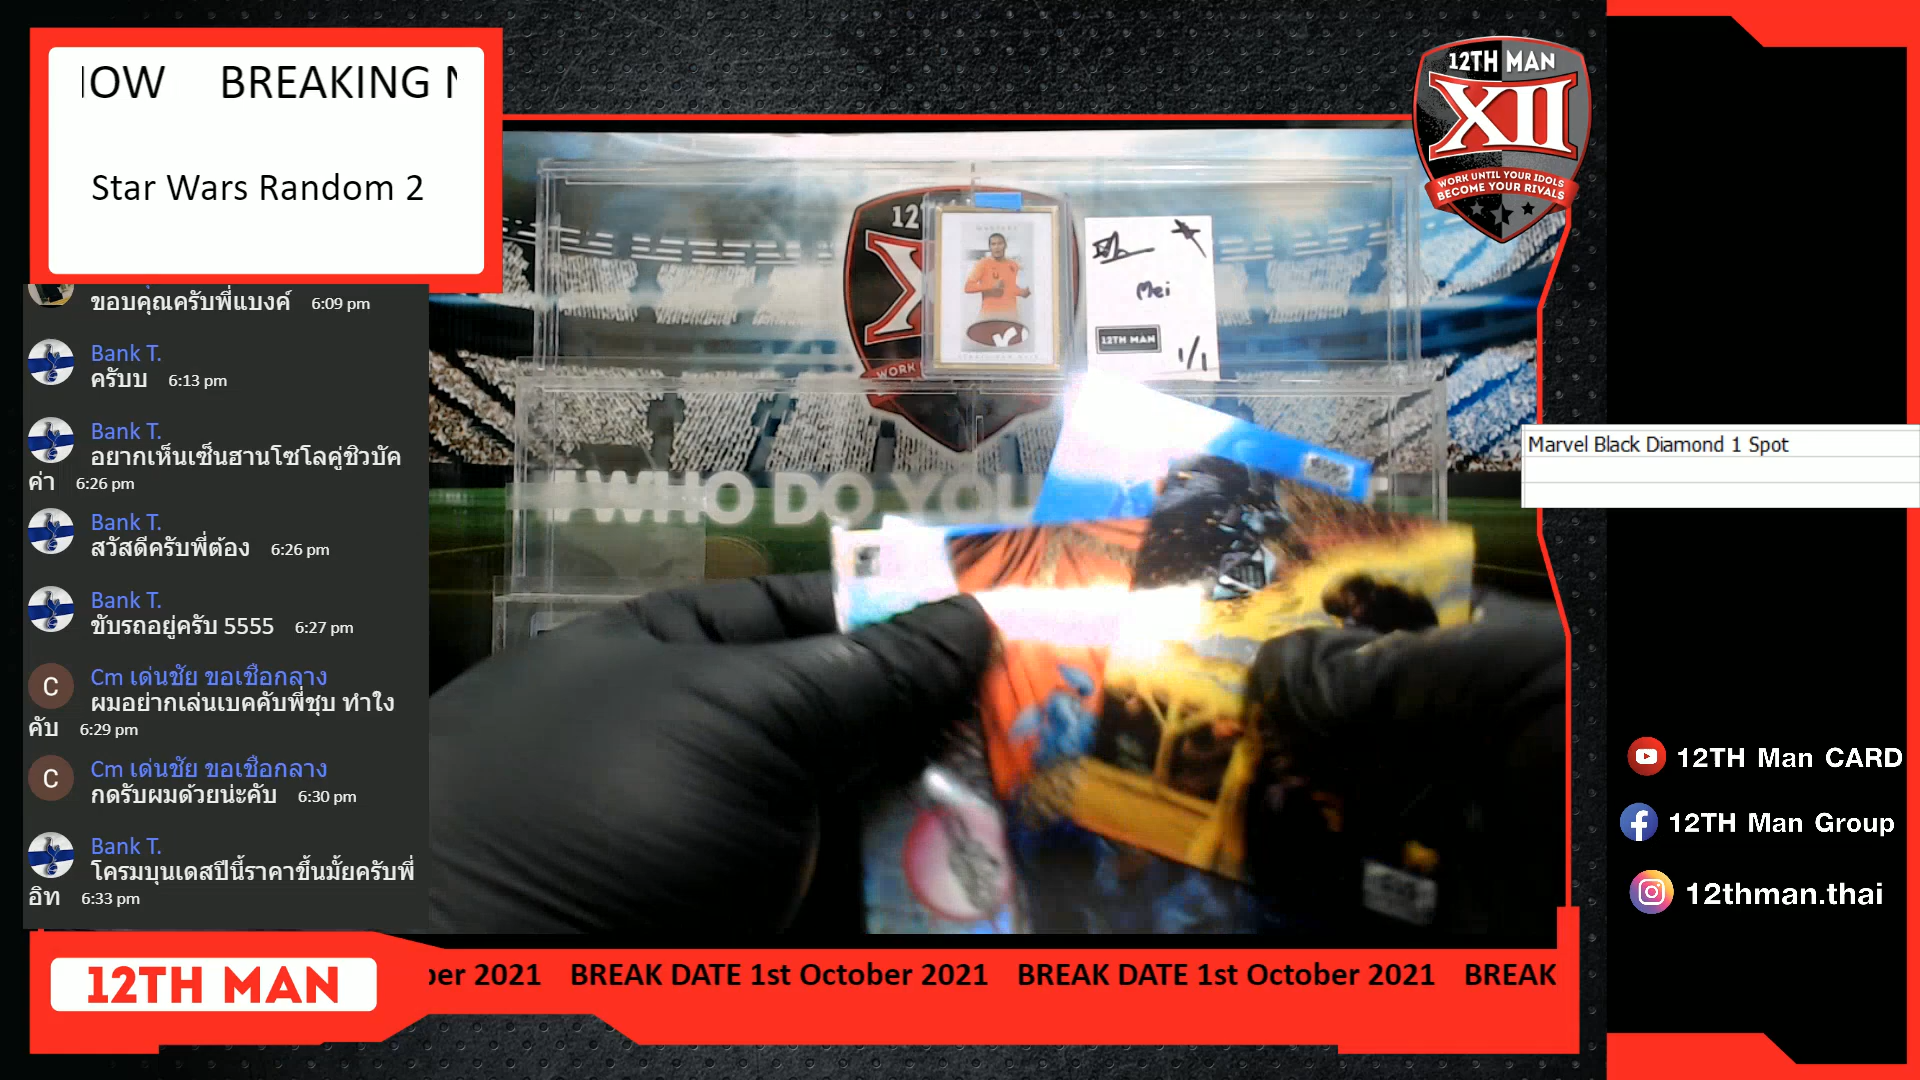 BREAKING
Star Wars Random 2
ขอบคุณครับพี่แบงค์ 6:09 pm
Bank T.
ครับบ 6:13 pm
Bank T.
อยากเห็นเซ็นฮานโซโลคู่ชิวบัค
ค่า 6:26 pm
Bank T.
สวัสดีครับพี่ต้อง 6:26 pm
Bank T.
ขับรถอยู่ครับ 5555 6:27 pm
C
Cm เด่นชัย ขอเชือกลาง
ผมอย่ากเล่นเบคคับพี่ชุบ ทำใง
คับ 6:29 pm
C
Cm เด่นชัย ขอเชือกลาง
กดรับผมด้วยน่ะคับ 6:30 pm
Bank T.
โครมบุนเดสปีนี้ราคาขึ้นมั้ยครับพี่
อิท 6:33 pm
12TH MAN
XII
WORK UNTIL YOUR IDOLS
BECOME YOUR RIVALS
12
WORK
Mei
12TH MAN
1/1
WHO DO YOU
Marvel Black Diamond 1 Spot
12TH Man CARD
12TH Man Group
12thman.thai
12TH MAN
2021 BREAK DATE 1st October 2021 BREAK DATE 1st October 2021 BREAK